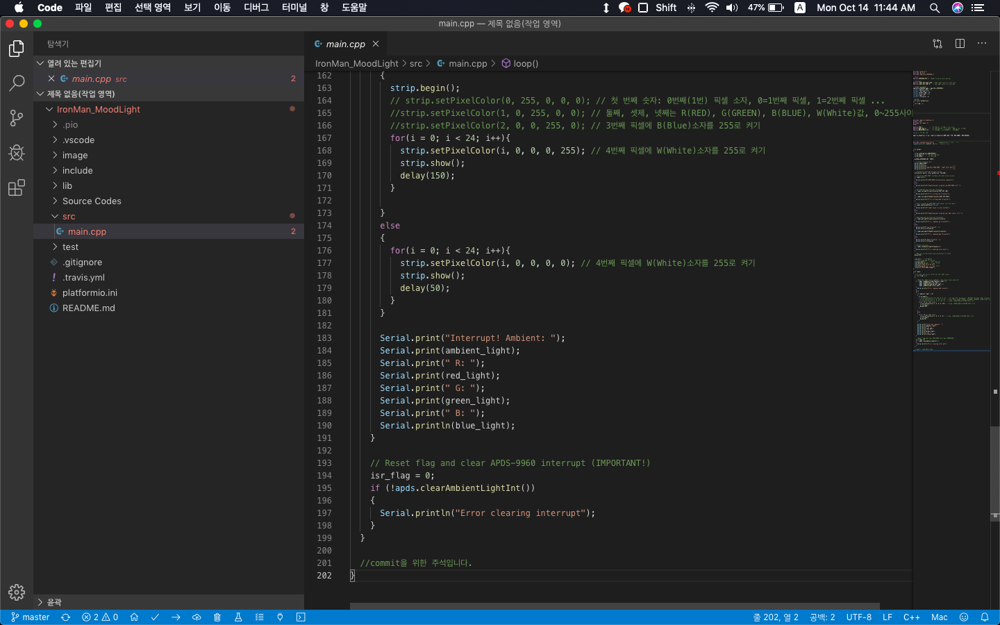 Code 파일 편집 선택 영역 보기 이동 디버그 터미널 창 도움말 Shift 47% A Mon Oct 14 11:44 AM
main.cpp — 제목 없음(작업 영역)
탐색기
main.cpp
열려 있는 편집기
IronMan_MoodLight > src > main.cpp > loop()
main.cpp src 2
제목 없음(작업 영역)
IronMan_MoodLight
.pio
.vscode
image
include
lib
Source Codes
src
main.cpp 2
test
.gitignore
.travis.yml
platformio.ini
README.md
윤곽
162 {
163 strip.begin();
164 // strip.setPixelColor(0, 255, 0, 0, 0); // 첫 번째 숫자: 0번째(1번) 픽셀 소자, 0=1번째 픽셀, 1=2번째 픽셀 ...
165 //strip.setPixelColor(1, 0, 255, 0, 0); // 둘째, 셋제, 넷째는 R(RED), G(GREEN), B(BLUE), W(White)값, 0~255사이
166 //strip.setPixelColor(2, 0, 0, 255, 0); // 3번째 픽셀에 B(Blue)소자를 255로 켜기
167 for(i = 0; i < 24; i++){
168 strip.setPixelColor(i, 0, 0, 0, 255); // 4번째 픽셀에 W(White)소자를 255로 켜기
169 strip.show();
170 delay(150);
171 }
172
173 }
174 else
175 {
176 for(i = 0; i < 24; i++){
177 strip.setPixelColor(i, 0, 0, 0, 0); // 4번째 픽셀에 W(White)소자를 255로 켜기
178 strip.show();
179 delay(50);
180 }
181 }
182
183 Serial.print("Interrupt! Ambient: ");
184 Serial.print(ambient_light);
185 Serial.print(" R: ");
186 Serial.print(red_light);
187 Serial.print(" G: ");
188 Serial.print(green_light);
189 Serial.print(" B: ");
190 Serial.println(blue_light);
191 }
192
193 // Reset flag and clear APDS-9960 interrupt (IMPORTANT!)
194 isr_flag = 0;
195 if (!apds.clearAmbientLightInt())
196 {
197 Serial.println("Error clearing interrupt");
198 }
199 }
200
201 //commit을 위한 주석입니다.
202 }
master 2 0 줄 202, 열 2 공백: 2 UTF-8 LF C++ Mac